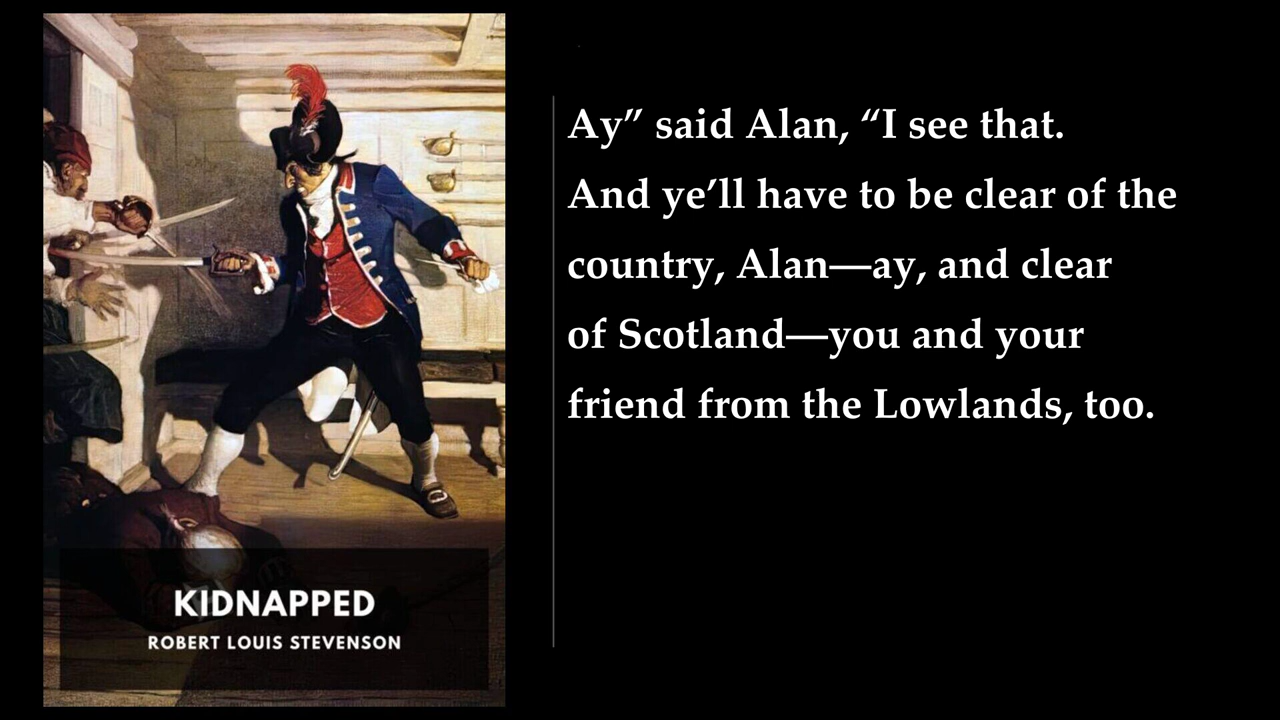 Ay” said Alan, “I see that.
And ye’ll have to be clear of the
country, Alan—ay, and clear
of Scotland—you and your
friend from the Lowlands, too.
KIDNAPPED
ROBERT LOUIS STEVENSON